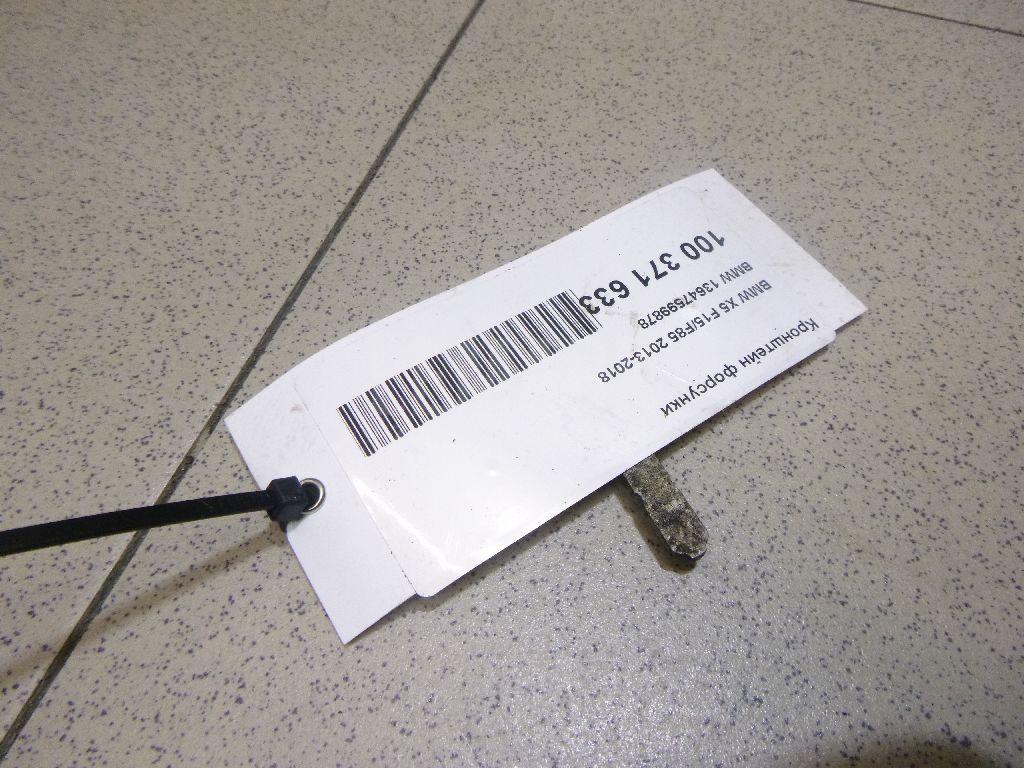 Кронштейн форсунки
BMW X5 F15/F85 2013-2018
BMW 13647599878
100 371 633